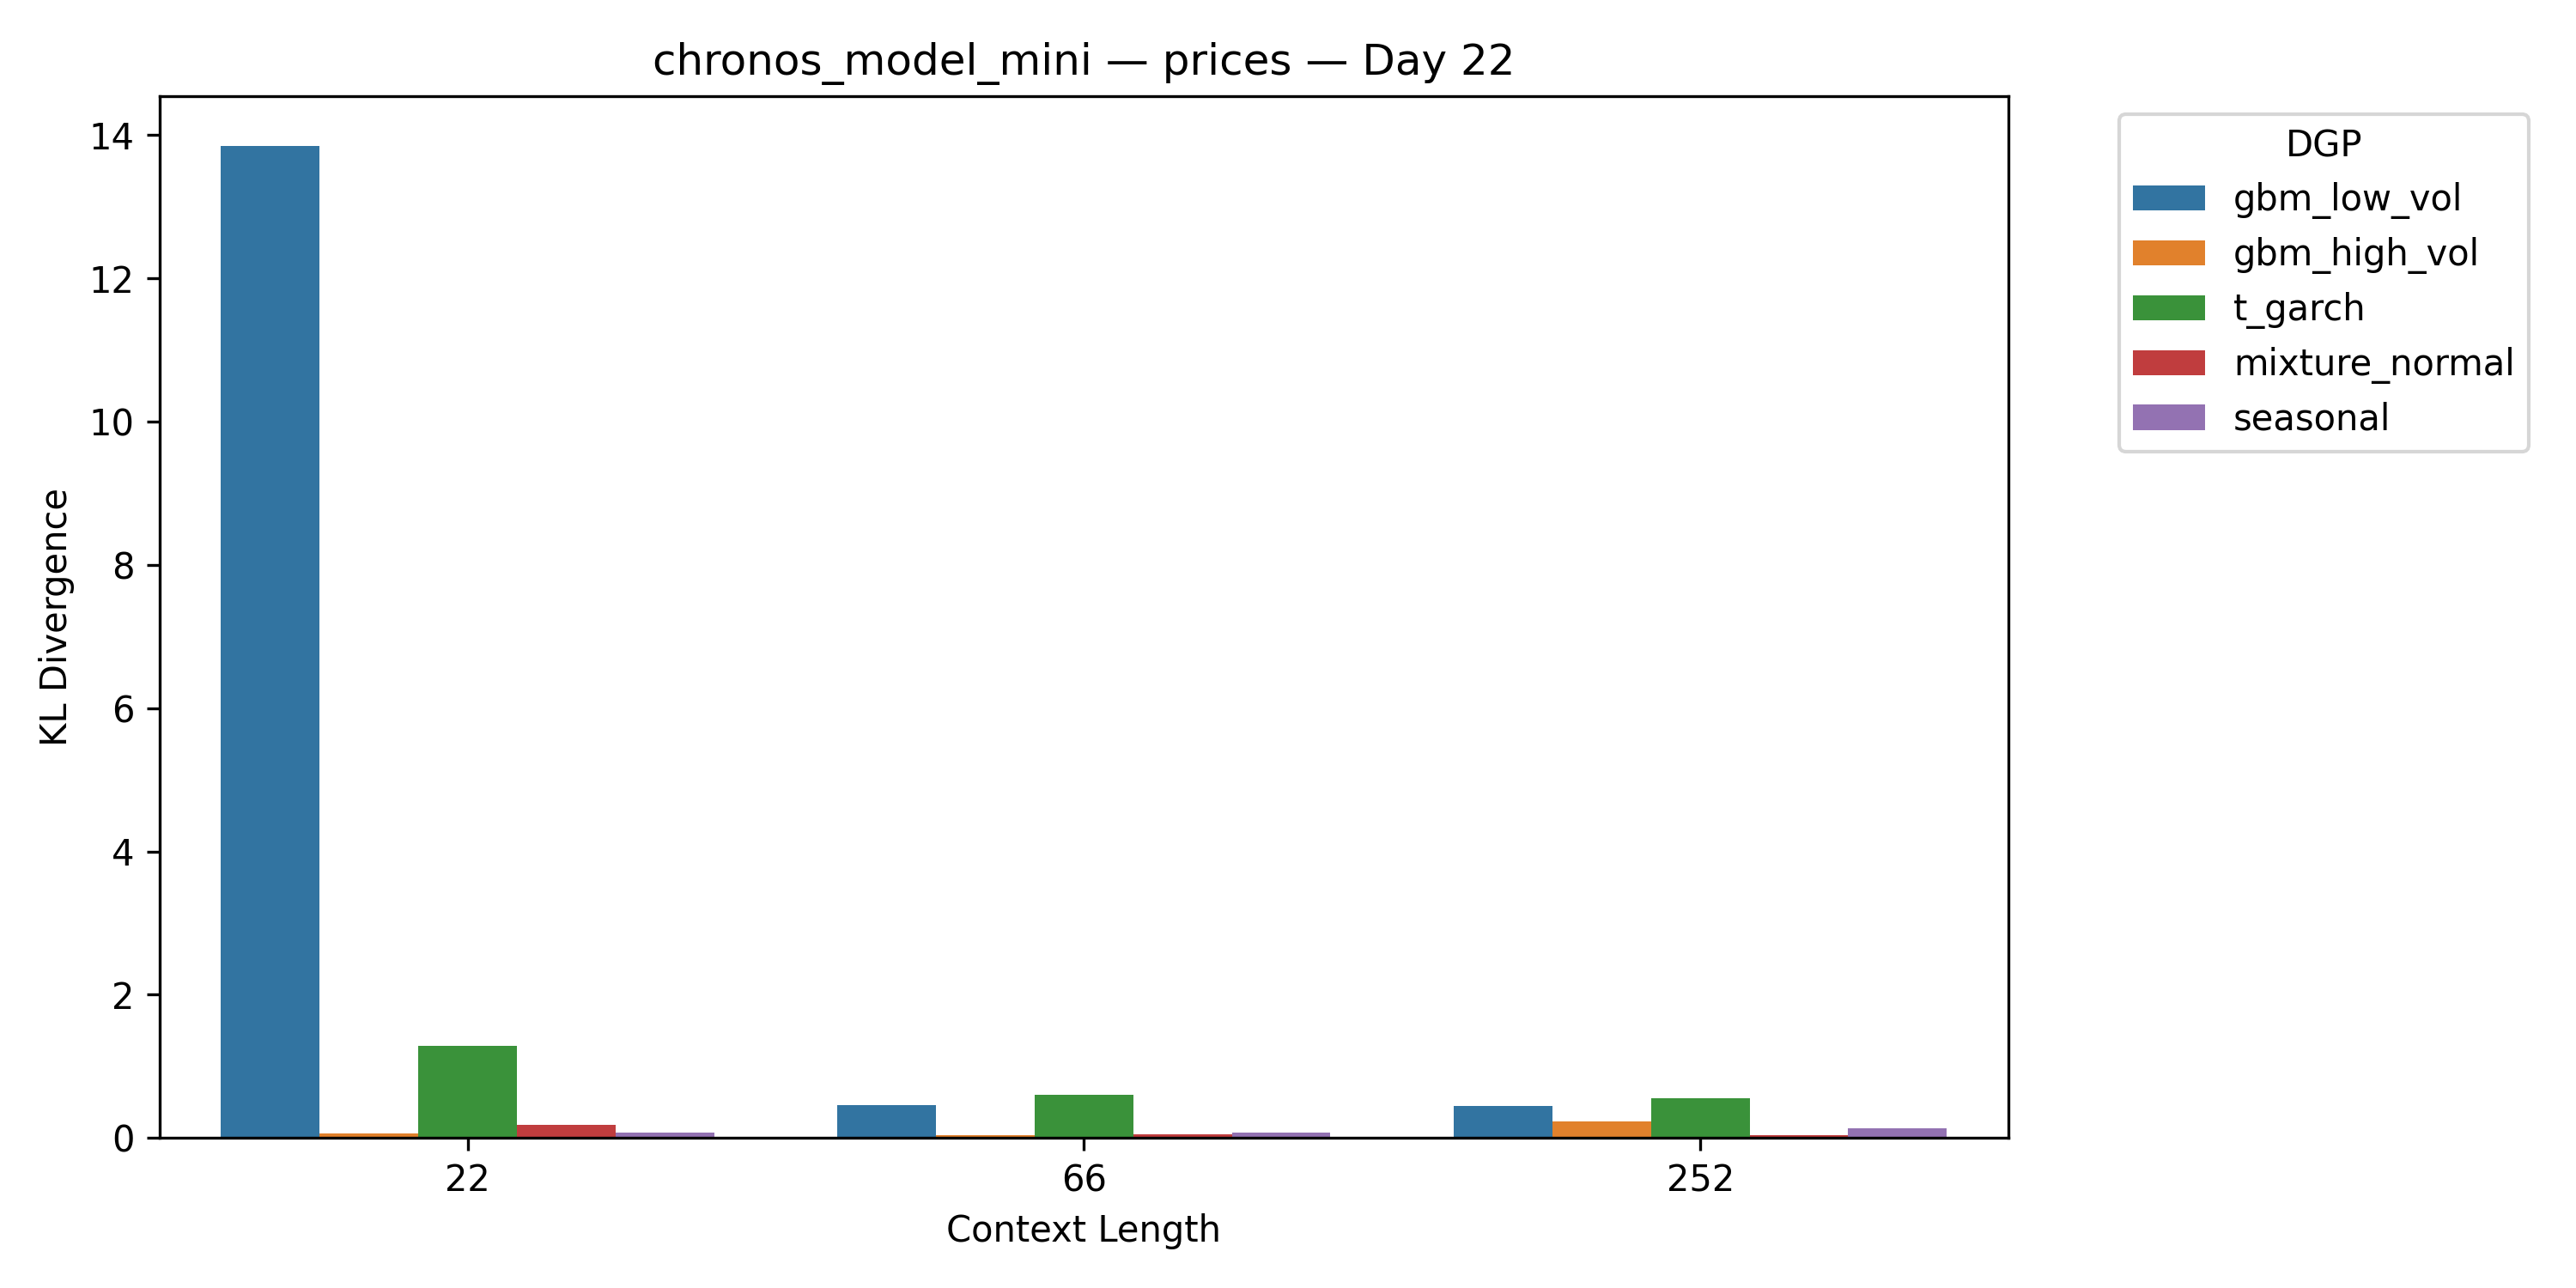 chronos_model_mini — prices — Day 22
14
12
10
8
6
4
2
0
KL Divergence
22
66
252
Context Length
DGP
gbm_low_vol
gbm_high_vol
t_garch
mixture_normal
seasonal